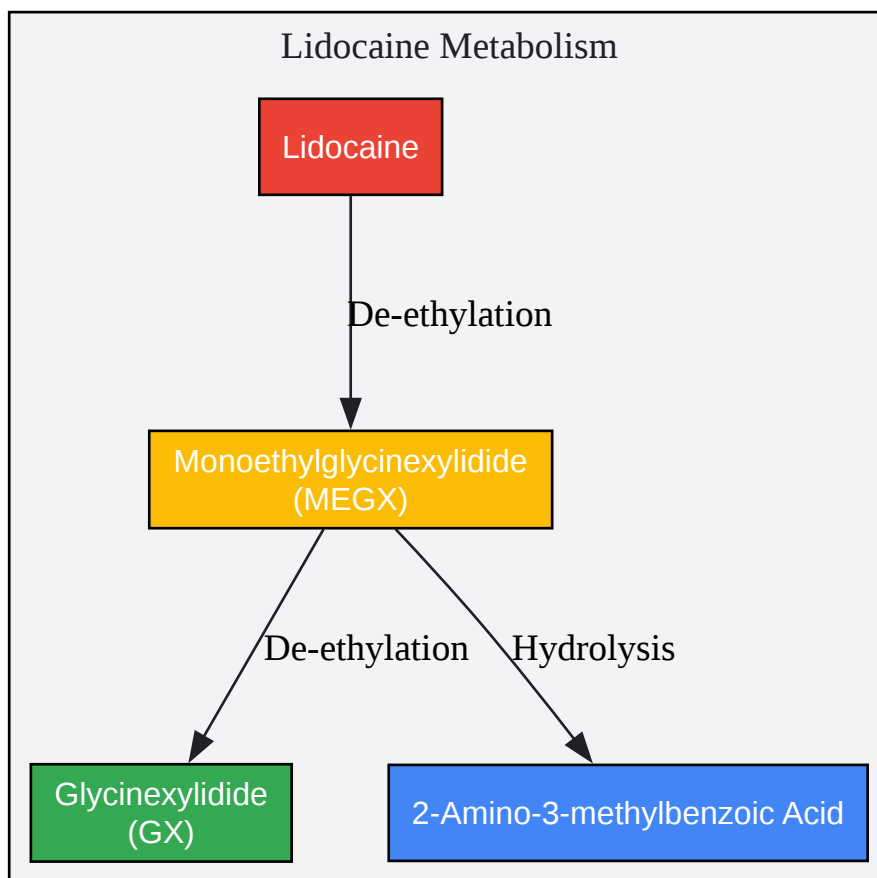 Lidocaine Metabolism
Lidocaine
De-ethylation
Monoethylglycinexylidide
(MEGX)
De-ethylation
Hydrolysis
Glycinexylidide
(GX)
2-Amino-3-methylbenzoic Acid